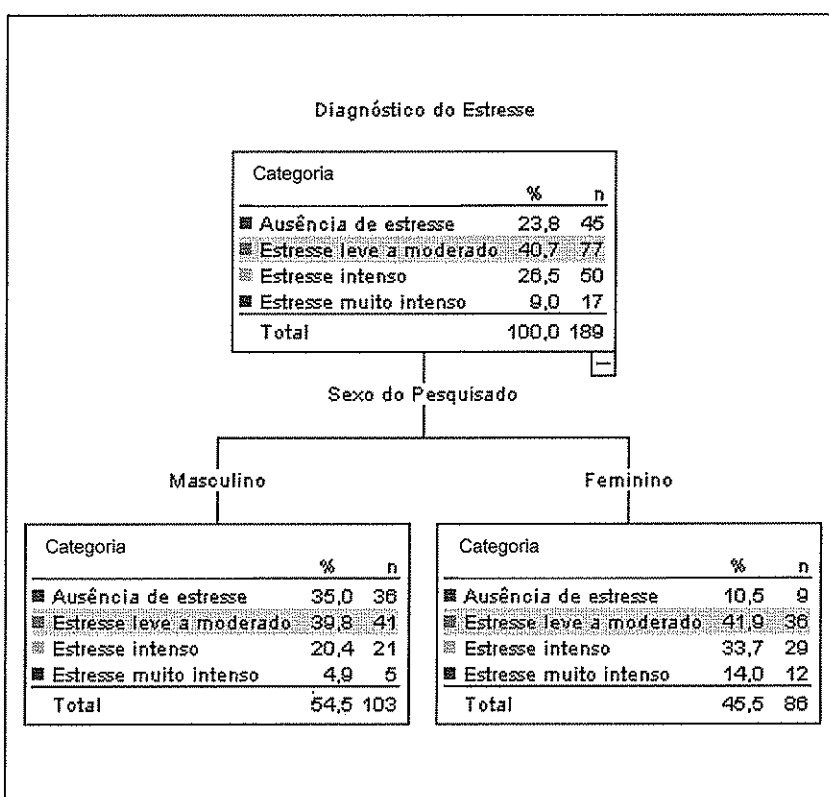 Diagnóstico do Estresse
Categoria
% n
Ausência de estresse 23,8 45
Estresse leve a moderado 40,7 77
Estresse intenso 26,5 50
Estresse muito intenso 9,0 17
Total 100,0 189
Sexo do Pesquisado
Masculino
Categoria
% n
Ausência de estresse 35,0 36
Estresse leve a moderado 39,8 41
Estresse intenso 20,4 21
Estresse muito intenso 4,9 5
Total 54,5 103
Feminino
Categoria
% n
Ausência de estresse 10,5 9
Estresse leve a moderado 41,9 36
Estresse intenso 33,7 29
Estresse muito intenso 14,0 12
Total 45,5 86